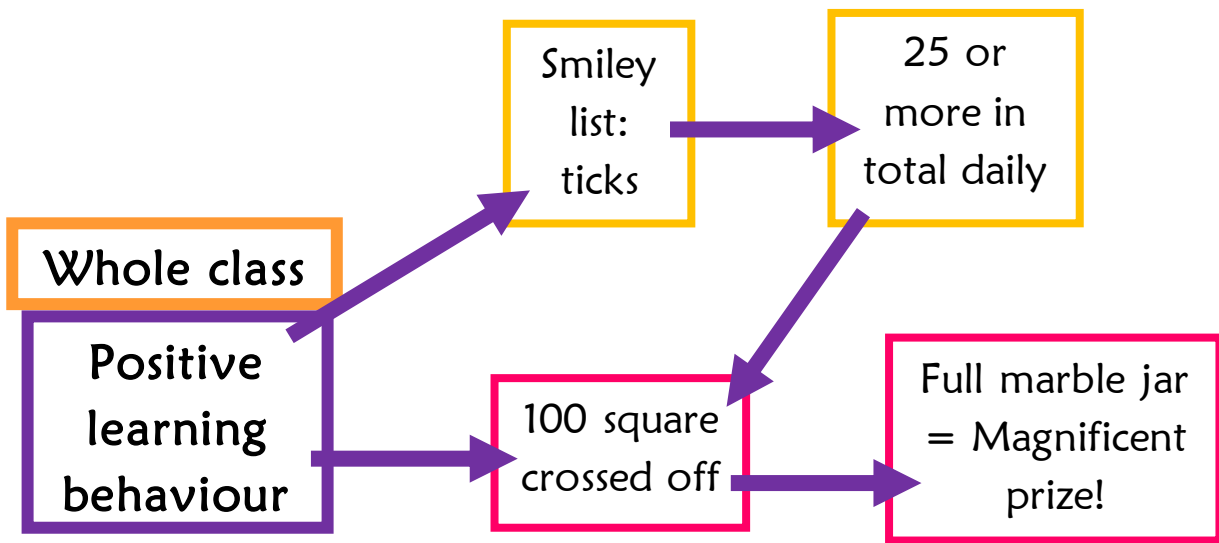 Smiley
list:
ticks
25 or
more in
total daily
Whole class
Positive
learning
behaviour
100 square
crossed off
Full marble jar
= Magnificent
prize!